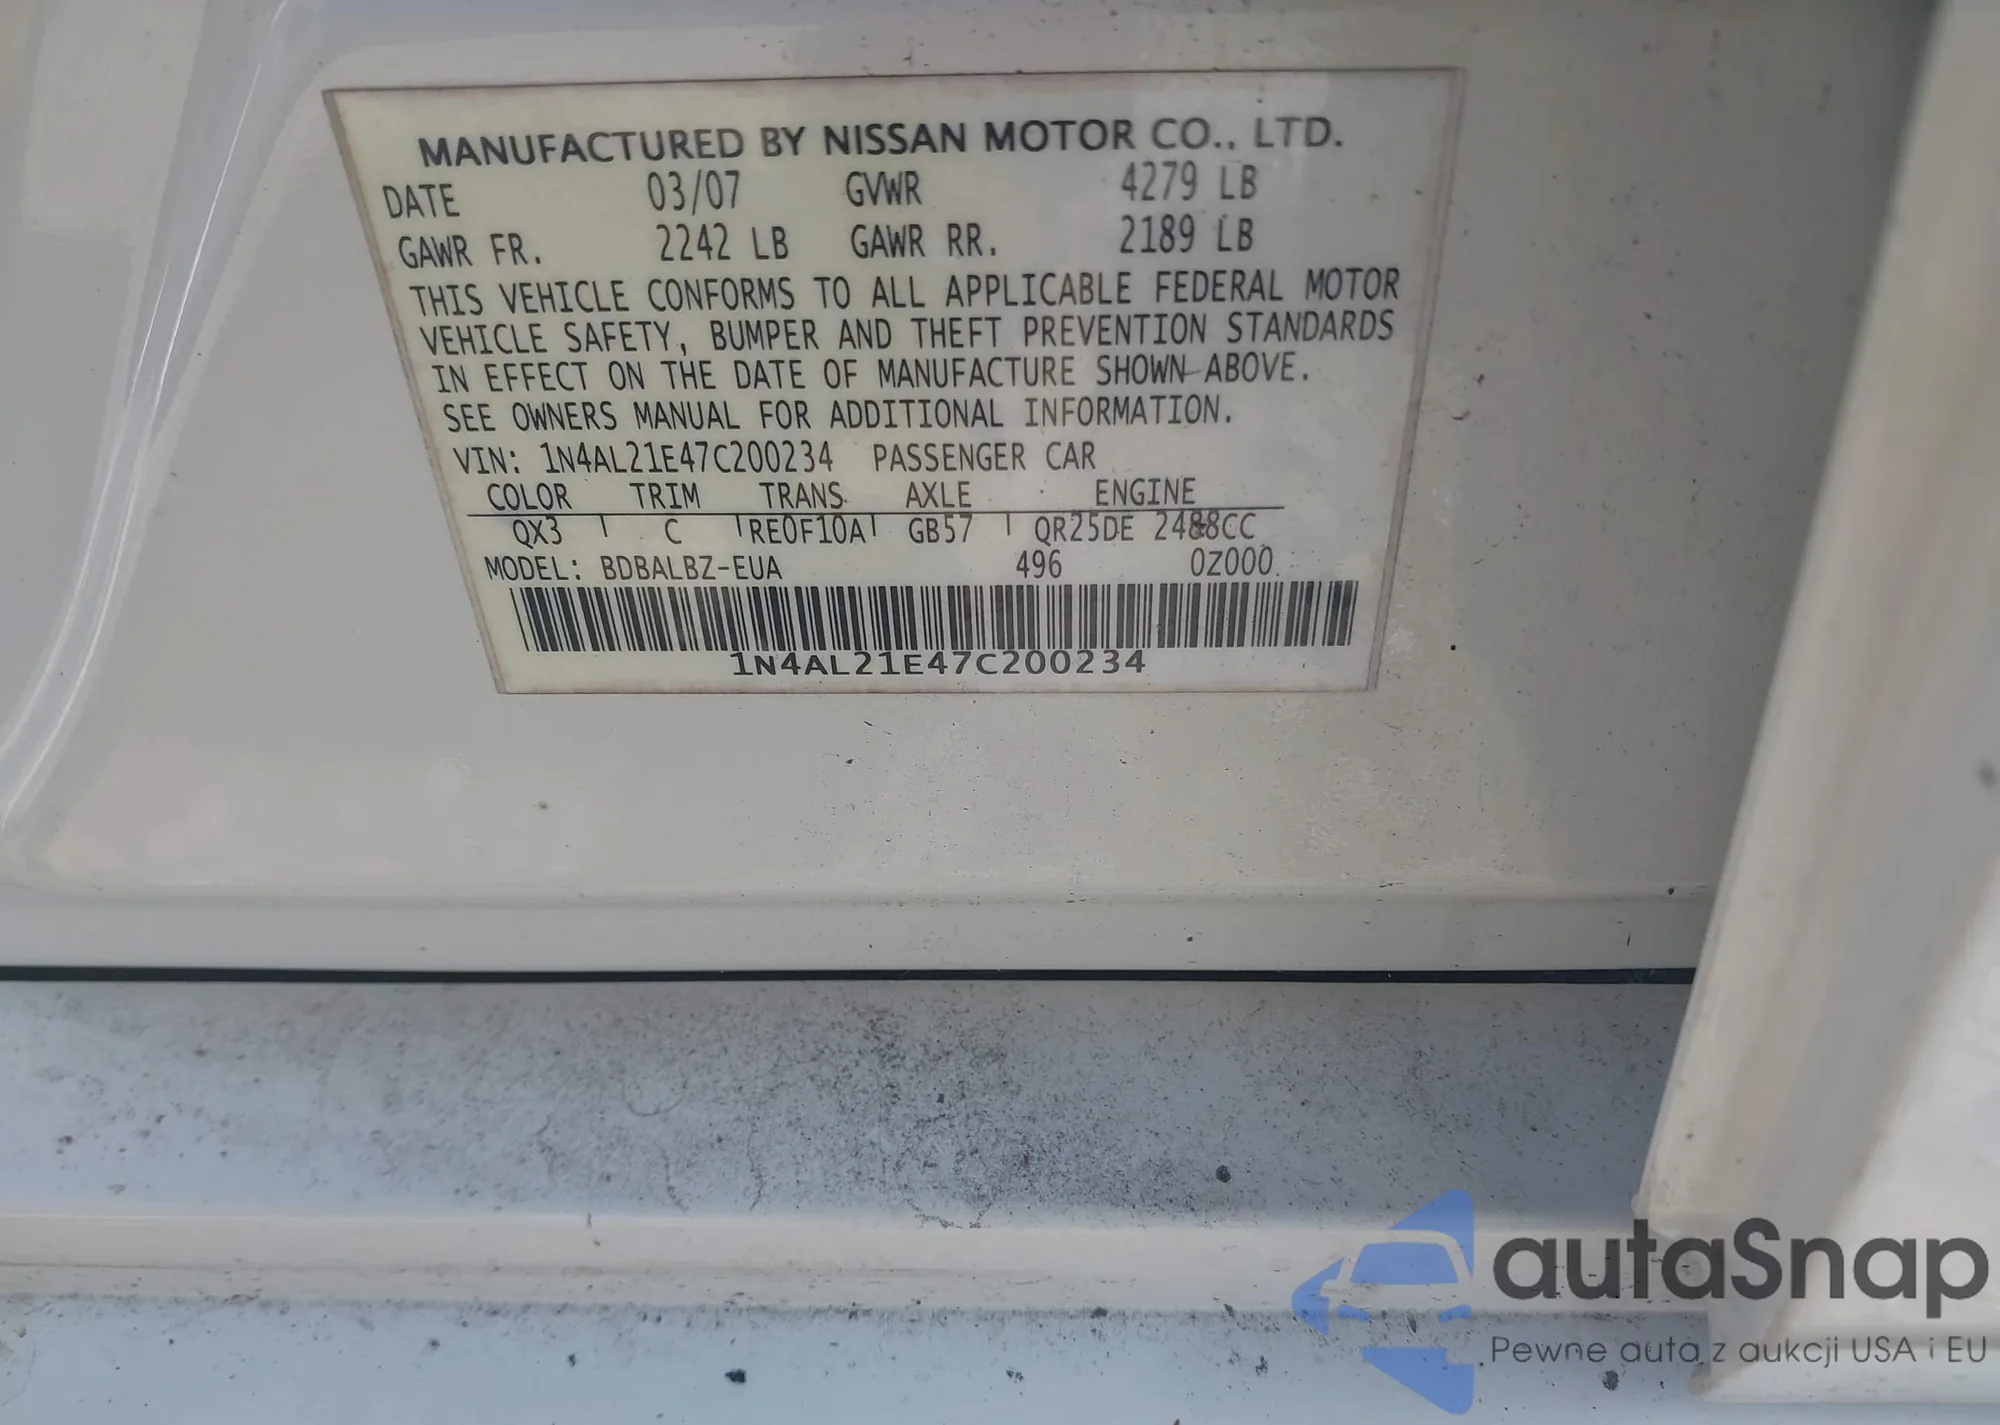 MANUFACTURED BY NISSAN MOTOR CO., LTD.
DATE 03/07 GVWR 4279 LB
GAWR FR. 2242 LB GAWR RR. 2189 LB
THIS VEHICLE CONFORMS TO ALL APPLICABLE FEDERAL MOTOR
VEHICLE SAFETY, BUMPER AND THEFT PREVENTION STANDARDS
IN EFFECT ON THE DATE OF MANUFACTURE SHOWN ABOVE.
SEE OWNERS MANUAL FOR ADDITIONAL INFORMATION.
VIN: 1N4AL21E47C200234 PASSENGER CAR
COLOR TRIM TRANS AXLE ENGINE
QX3 C RE0F10A GB57 QR25DE 2488CC
MODEL: BDBALBZ-EUA 496 0Z000
1N4AL21E47C200234
autaSnap
Pewne auta z aukcji USA i EU